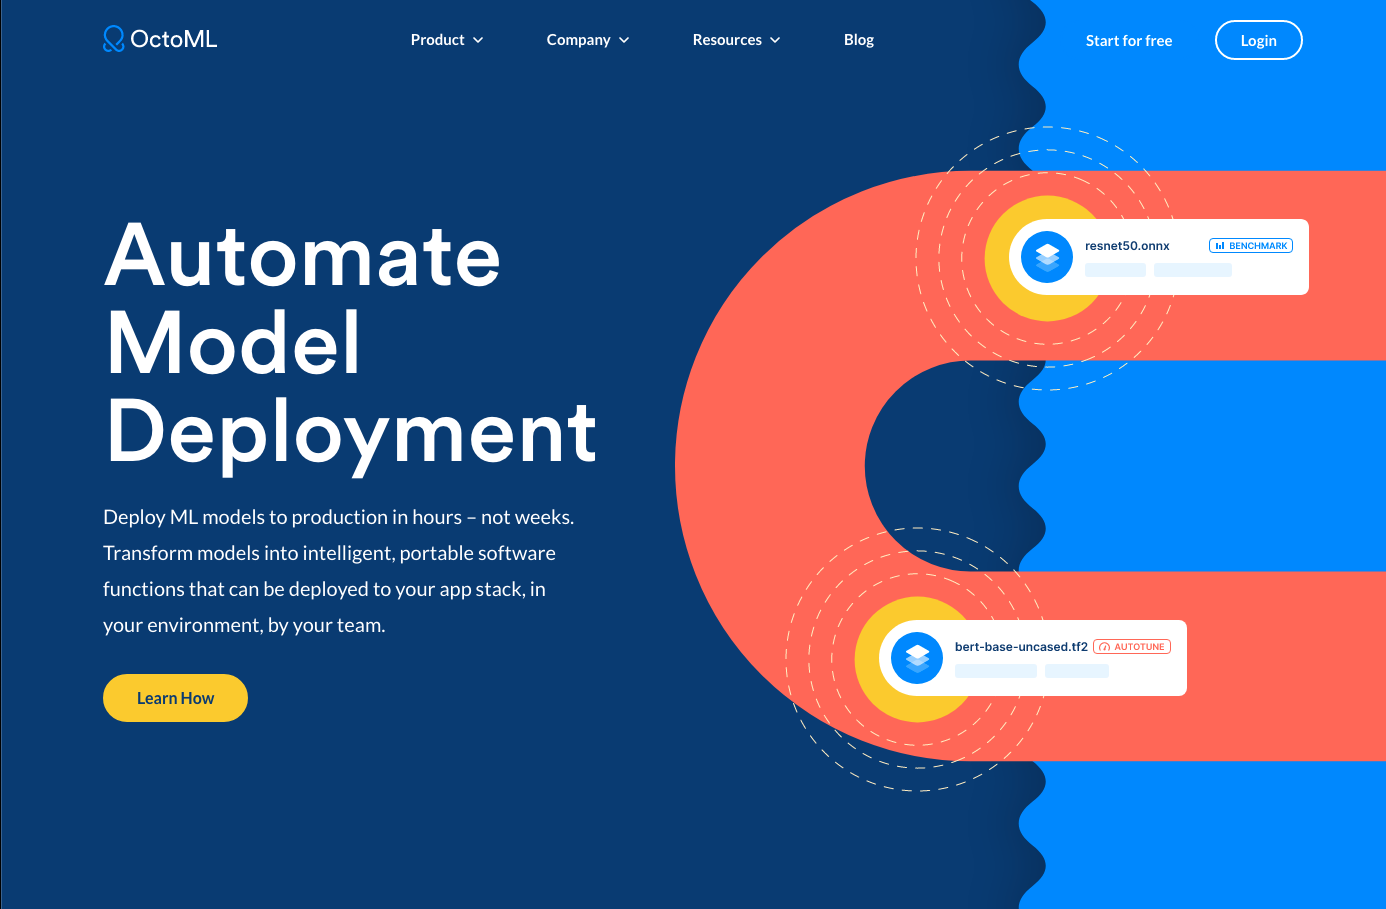 OctoML
Product
Company
Resources
Blog
Start for free
Login
Automate
Model
Deployment
Deploy ML models to production in hours – not weeks.
Transform models into intelligent, portable software
functions that can be deployed to your app stack, in
your environment, by your team.
Learn How
resnet50.onnx
BENCHMARK
bert-base-uncased.tf2
AUTOTUNE